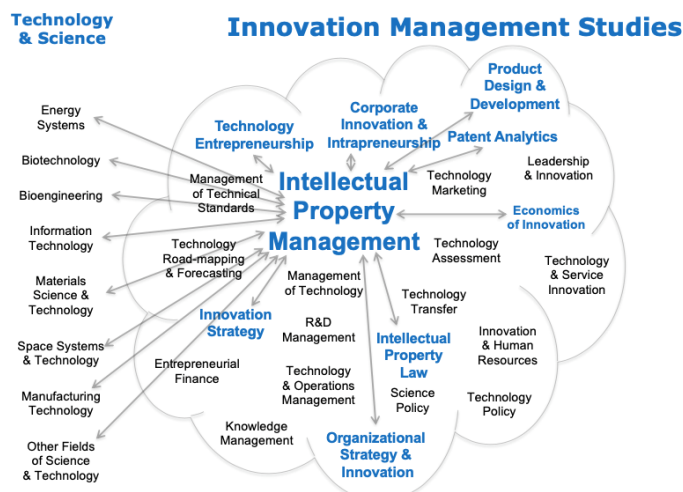 Technology
& Science
Innovation Management Studies
Energy
Systems
Biotechnology
Bioengineering
Information
Technology
Materials
Science &
Technology
Space Systems
& Technology
Manufacturing
Technology
Other Fields
of Science
& Technology
Product
Design &
Development
Corporate
Innovation &
Intrapreneurship
Technology
Entrepreneurship
Patent Analytics
Leadership
& Innovation
Management
of Technical
Standards
Intellectual
Property
Management
Technology
Marketing
Economics
of Innovation
Technology
Road-mapping
& Forecasting
Technology
Assessment
Technology
& Service
Innovation
Management
of Technology
Technology
Transfer
Innovation
Strategy
R&D
Management
Intellectual
Property
Law
Innovation
& Human
Resources
Entrepreneurial
Finance
Technology
& Operations
Management
Science
Policy
Technology
Policy
Knowledge
Management
Organizational
Strategy &
Innovation